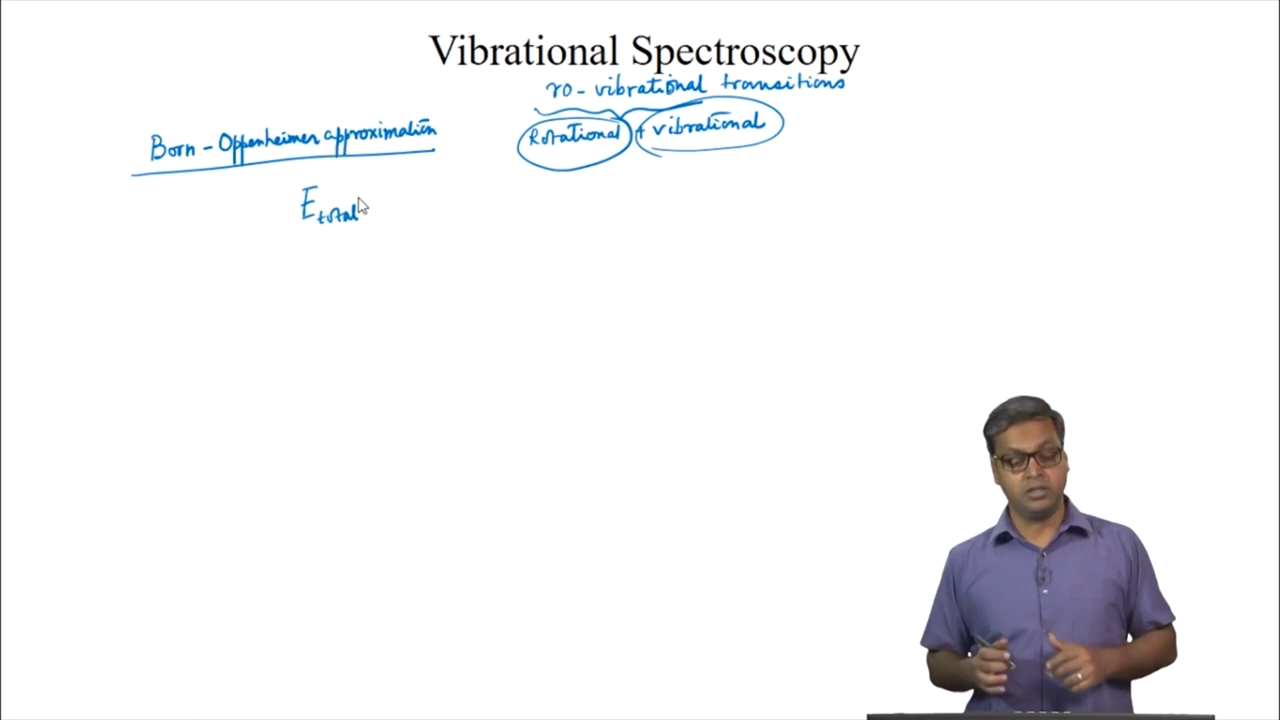 Vibrational Spectroscopy
ro-vibrational transitions
Born-Oppenheimer approximation
Rotational + vibrational
E total